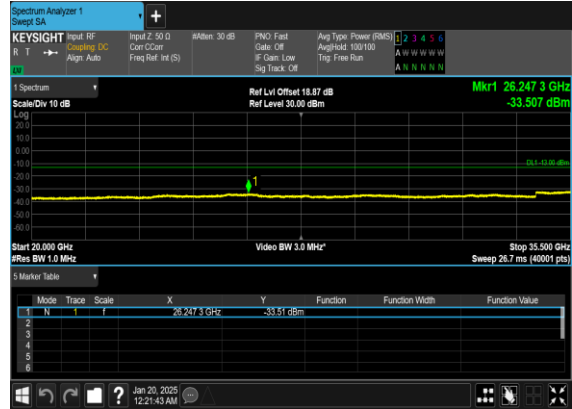 Spectrum Analyzer 1
Swept SA
+
KEYSIGHT Input: RF Input Z: 50 Ω #Atten: 30 dB PNO: Fast Avg Type: Power (RMS) 1 2 3 4 5 6
R T Coupling: DC Corr CCorr Gate: Off Avg|Hold: 100/100 A W W W W W
Align: Auto Freq Ref: Int (S) IF Gain: Low Trig: Free Run
Sig Track: Off A N N N N N
1 Spectrum Ref Lvl Offset 18.87 dB Mkr1 26.247 3 GHz
Scale/Div 10 dB Ref Level 30.00 dBm -33.507 dBm
Log
20.0
10.0
0.00
-10.0
DL1 -13.00 dBm
-20.0
1
-30.0
-40.0
-50.0
-60.0
Start 20.000 GHz Video BW 3.0 MHz* Stop 35.500 GHz
#Res BW 1.0 MHz Sweep 26.7 ms (40001 pts)
5 Marker Table
Mode Trace Scale X Y Function Function Width Function Value
1 N 1 f 26.247 3 GHz -33.51 dBm
2
3
4
5
6
? Jan 20, 2025
12:21:43 AM